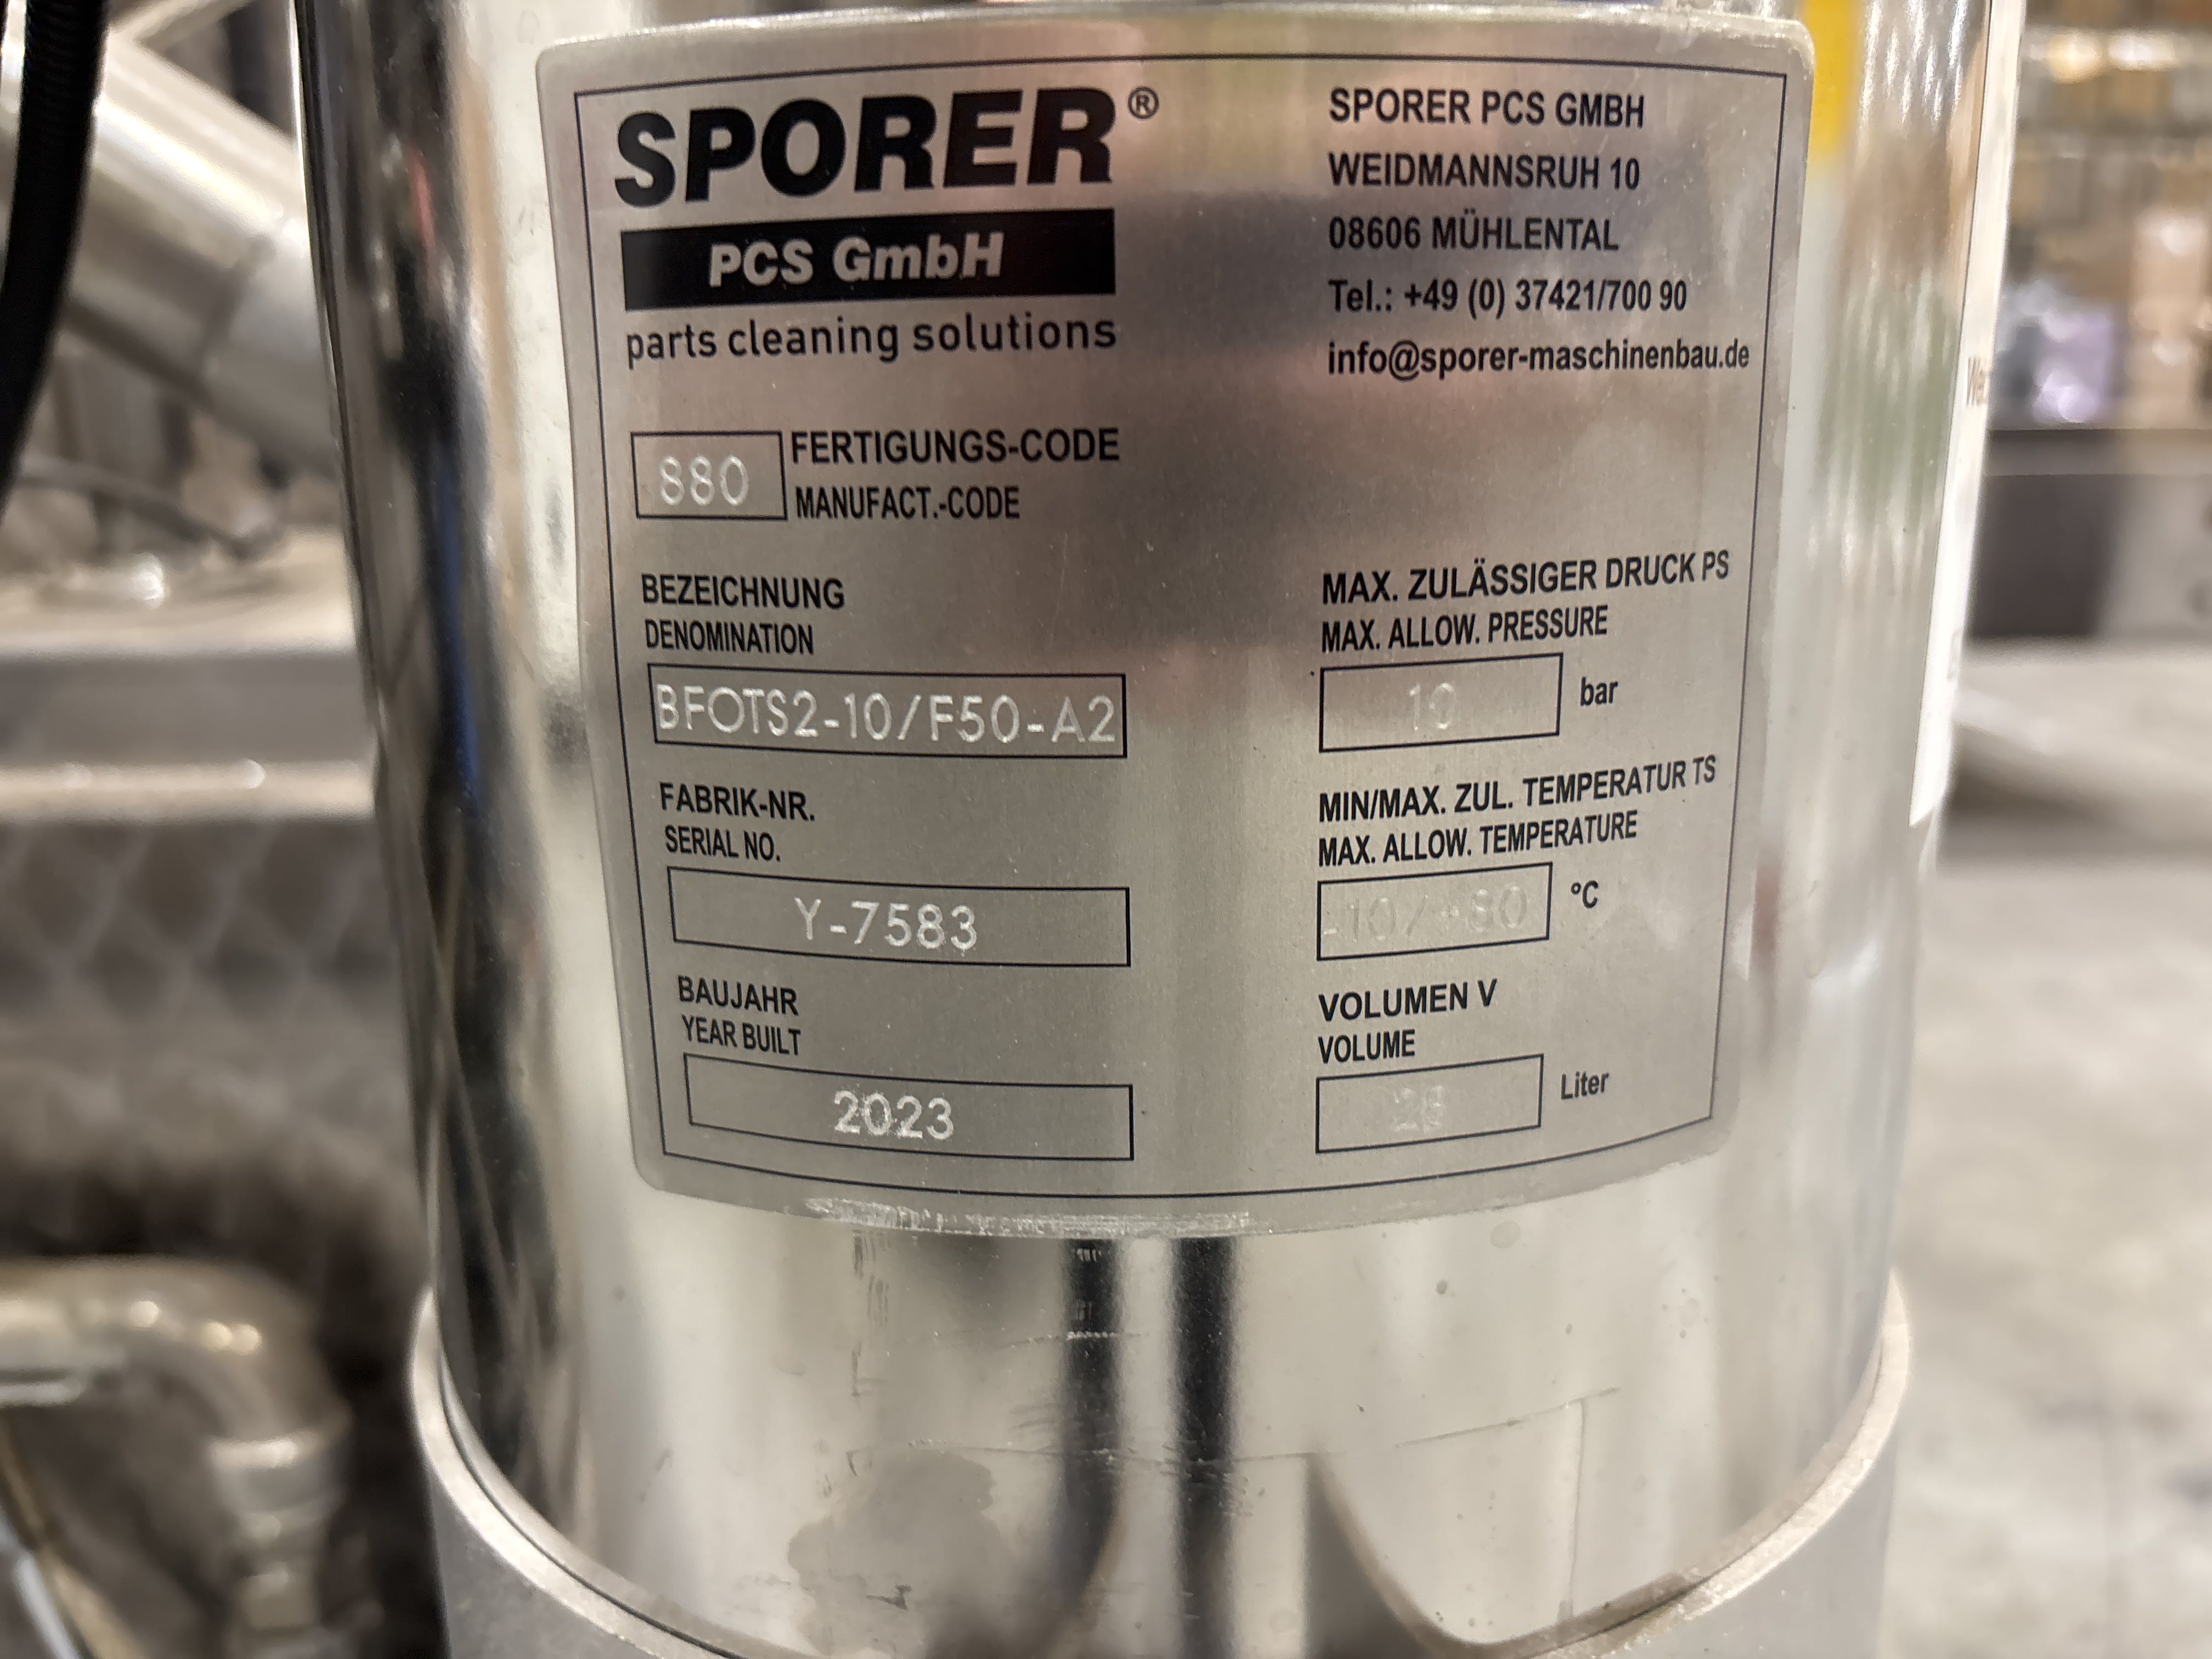 SPORER®
PCS GmbH
parts cleaning solutions
SPORER PCS GMBH
WEIDMANNSRUH 10
08606 MÜHLENTAL
Tel.: +49 (0) 37421/700 90
info@sporer-maschinenbau.de
880
FERTIGUNGS-CODE
MANUFACT.-CODE
BEZEICHNUNG
DENOMINATION
BFOTS2-10/F50-A2
FABRIK-NR.
SERIAL NO.
Y-7583
BAUJAHR
YEAR BUILT
2023
MAX. ZULÄSSIGER DRUCK PS
MAX. ALLOW. PRESSURE
10 bar
MIN/MAX. ZUL. TEMPERATUR TS
MAX. ALLOW. TEMPERATURE
-10/+80 °C
VOLUMEN V
VOLUME
Liter